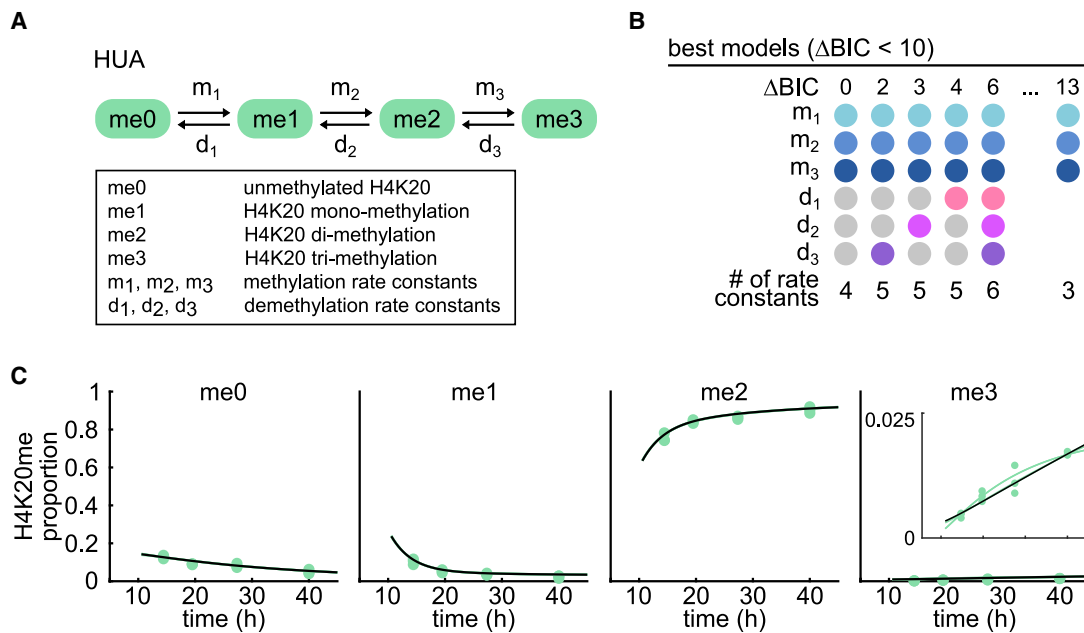 A
HUA
m1 m2 m3
me0 me1 me2 me3
d1 d2 d3
me0 unmethylated H4K20
me1 H4K20 mono-methylation
me2 H4K20 di-methylation
me3 H4K20 tri-methylation
m1, m2, m3 methylation rate constants
d1, d2, d3 demethylation rate constants
B
best models (ΔBIC < 10)
ΔBIC 0 2 3 4 6 ... 13
m1
m2
m3
d1
d2
d3
# of rate
constants 4 5 5 5 6 3
C
me0 me1 me2 me3
H4K20me
proportion
1
0.8
0.6
0.4
0.2
0
0.025
0
10 20 30 40 10 20 30 40 10 20 30 40 10 20 30 40
time (h) time (h) time (h) time (h)